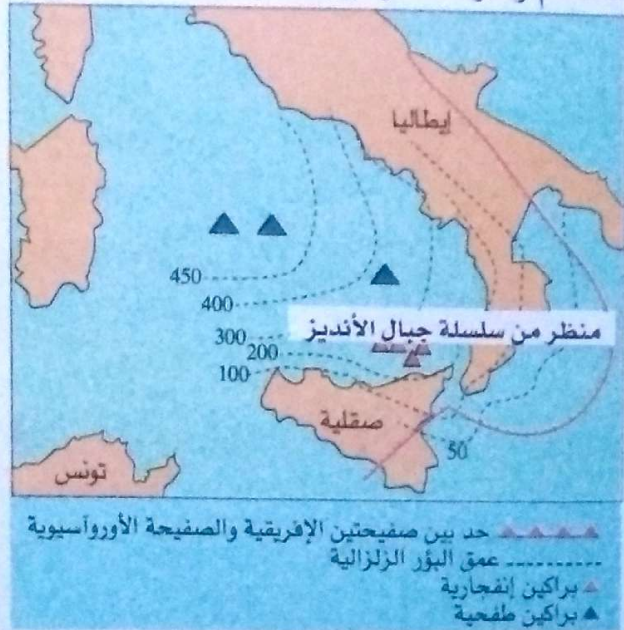 إيطاليا
450
400
منظر من سلسلة جبال الأنديز
300
200
100
صقلية
50
تونس
حد بين صفيحتين الإفريقية والصفيحة الأوروآسيوية
عمق البؤر الزلزالية
براكين إنفجارية
براكين طفحية